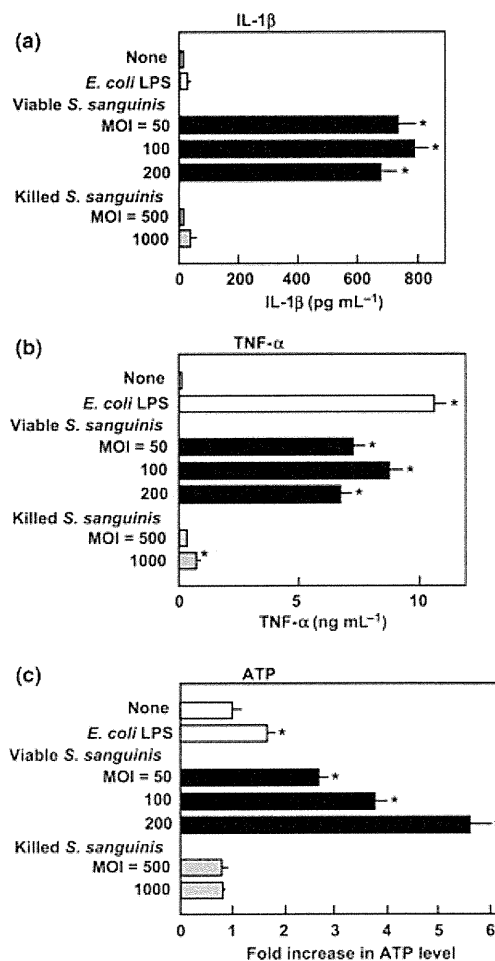 (a)
IL-1β
None
E. coli LPS
Viable S. sanguinis
MOI = 50 *
100 *
200 *
Killed S. sanguinis
MOI = 500
1000
0 200 400 600 800
IL-1β (pg mL⁻¹)
(b)
TNF-α
None
E. coli LPS *
Viable S. sanguinis
MOI = 50 *
100 *
200 *
Killed S. sanguinis
MOI = 500
1000 *
0 5 10
TNF-α (ng mL⁻¹)
(c)
ATP
None
E. coli LPS *
Viable S. sanguinis
MOI = 50 *
100 *
200
Killed S. sanguinis
MOI = 500
1000
0 1 2 3 4 5 6
Fold increase in ATP level